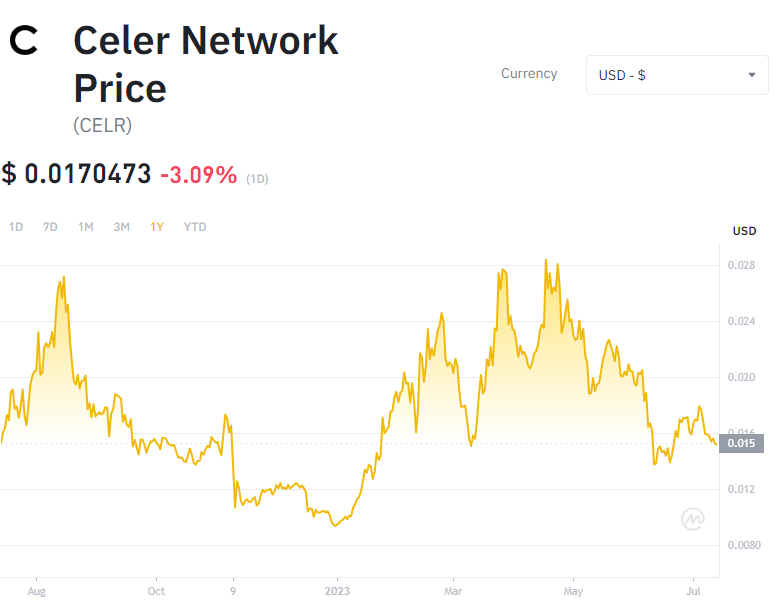 Celer Network
Price
(CELR)
Currency
USD - $
$ 0.0170473 -3.09% (1D)
1D 7D 1M 3M 1Y YTD
USD
0.028
0.024
0.020
0.016
0.015
0.012
0.0080
Aug Oct 9 2023 Mar May Jul